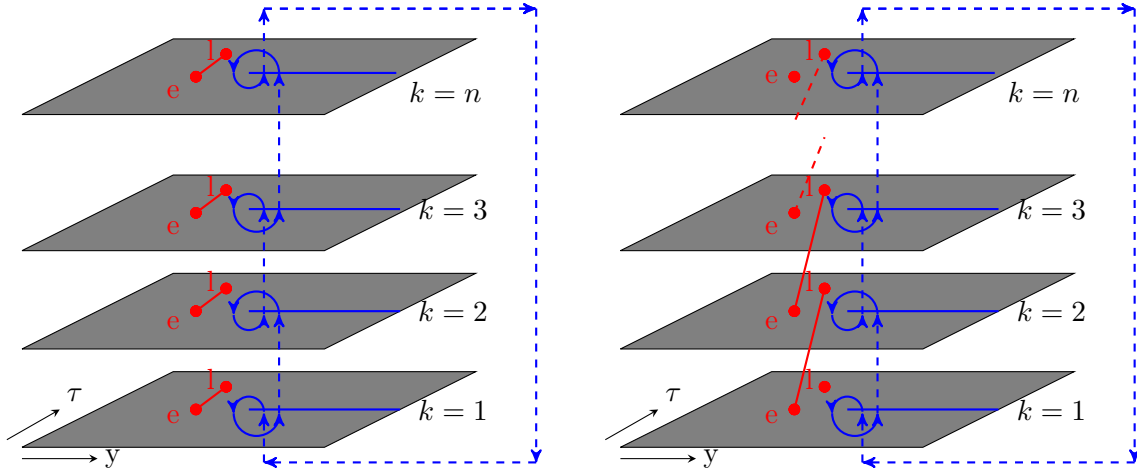 l
e
k = n
l
e
k = 3
l
e
k = 2
l
e
k = 1
τ
y
l
e
k = n
l
e
k = 3
l
e
k = 2
l
e
k = 1
τ
y